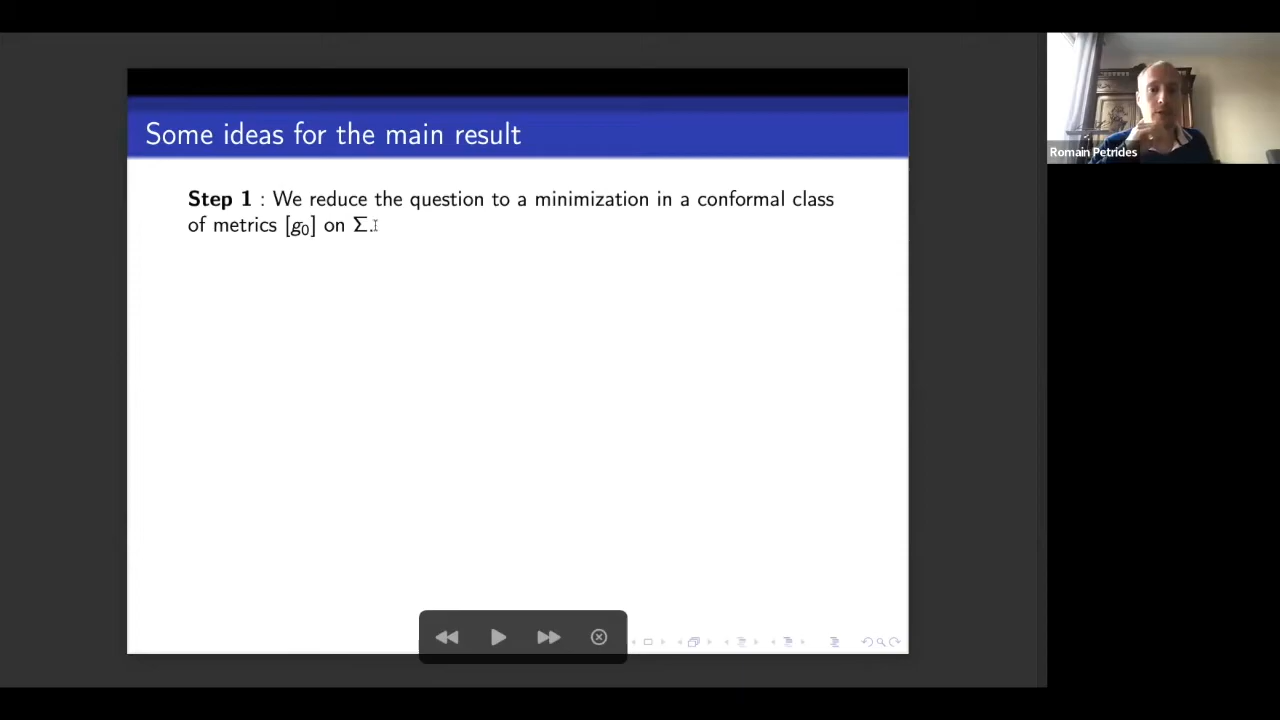 Some ideas for the main result
Step 1 : We reduce the question to a minimization in a conformal class
of metrics [g₀] on Σ.
Romain Petrides